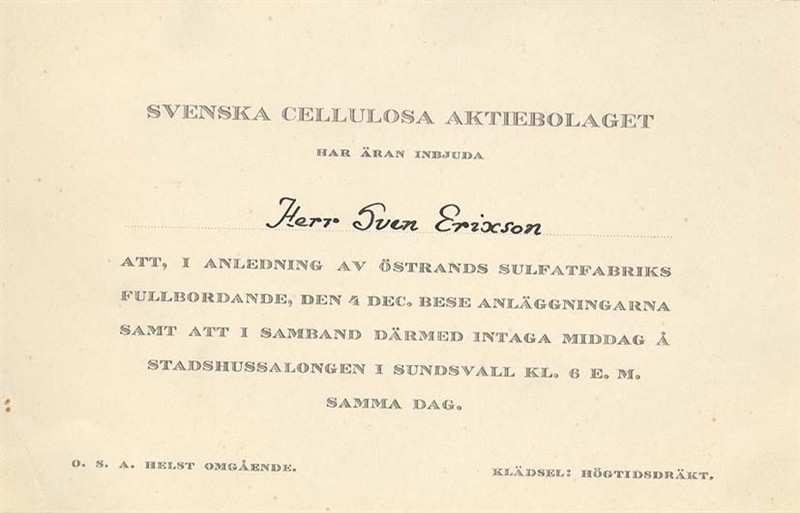 SVENSKA CELLULOSA AKTIEBOLAGET
HAR ÄRAN INBJUDA
Herr Sven Erixson
ATT, I ANLEDNING AV ÖSTRANDS SULFATFABRIKS
FULLBORDANDE, DEN 4 DEC. BESE ANLÄGGNINGARNA
SAMT ATT I SAMBAND DÄRMED INTAGA MIDDAG Å
STADSHUSSALONGEN I SUNDSVALL KL. 6 E. M.
SAMMA DAG.
O. S. A. HELST OMGÅENDE.
KLÄDSEL: HÖGTIDSDRÄKT.